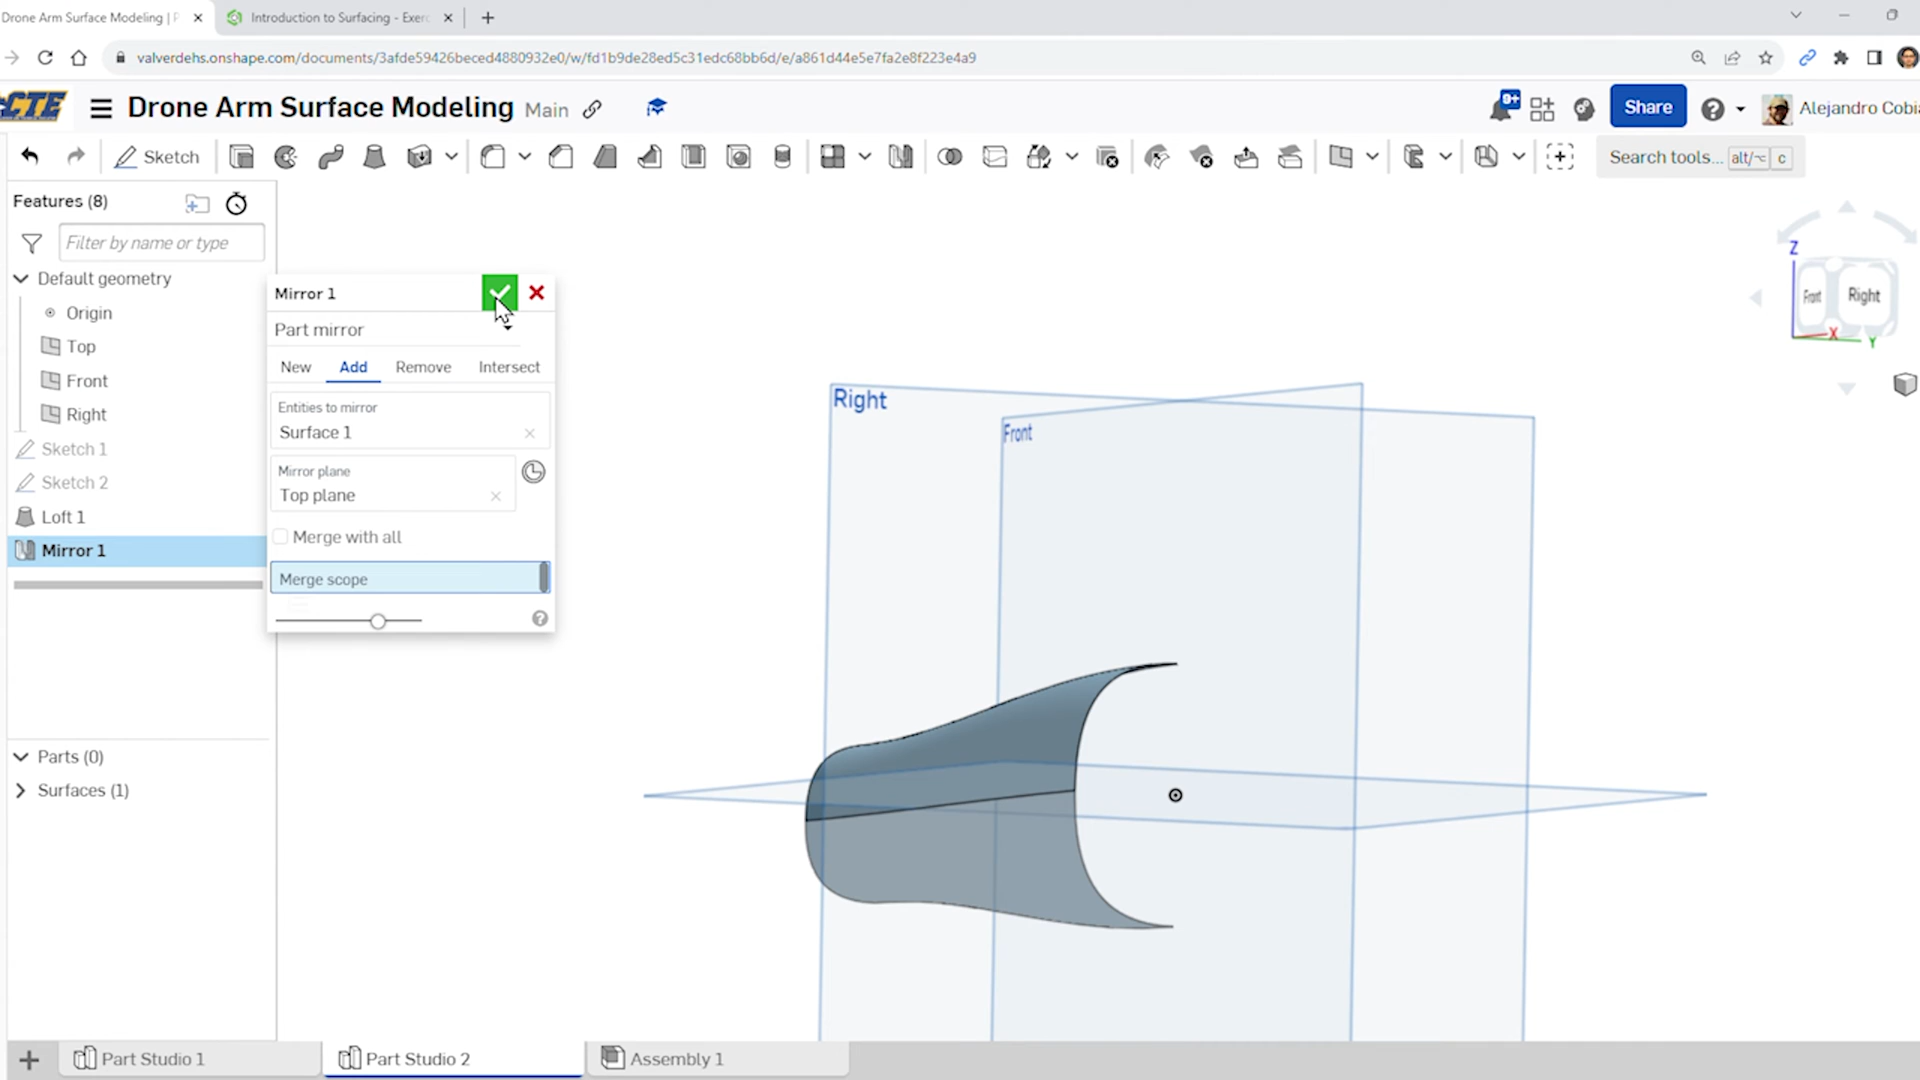 Drone Arm Surface Modeling | P
Introduction to Surfacing - Exerc
valverdehs.onshape.com/documents/3afde59426beced4880932e0/w/fd1b9de28ed5c31edc68bb6d/e/a861d44e5e7fa2e8f223e4a9
CTE
Drone Arm Surface Modeling Main
9+
Share
Alejandro Cobia
Sketch
Search tools... alt/⌥ c
Features (8)
Filter by name or type
Default geometry
Origin
Top
Front
Right
Sketch 1
Sketch 2
Loft 1
Mirror 1
Parts (0)
Surfaces (1)
Mirror 1
Part mirror
New Add Remove Intersect
Entities to mirror
Surface 1
Mirror plane
Top plane
Merge with all
Merge scope
Right
Front
Z
Front
Right
X
Y
Part Studio 1
Part Studio 2
Assembly 1